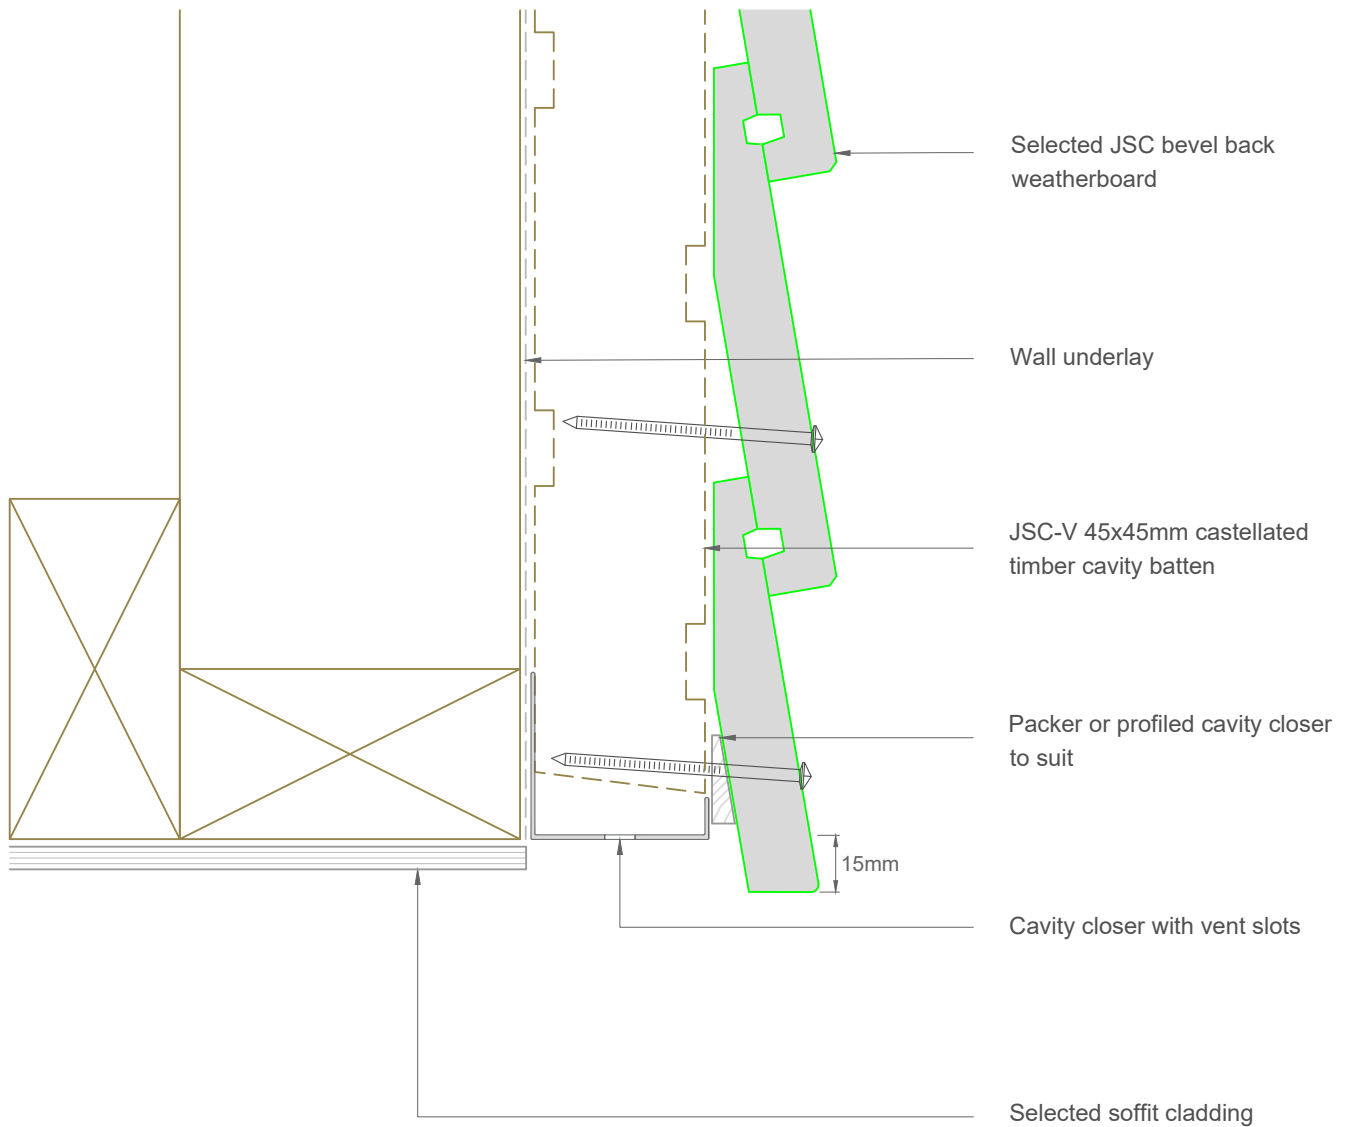 Selected JSC bevel back
weatherboard
Wall underlay
JSC-V 45x45mm castellated
timber cavity batten
Packer or profiled cavity closer
to suit
15mm
Cavity closer with vent slots
Selected soffit cladding